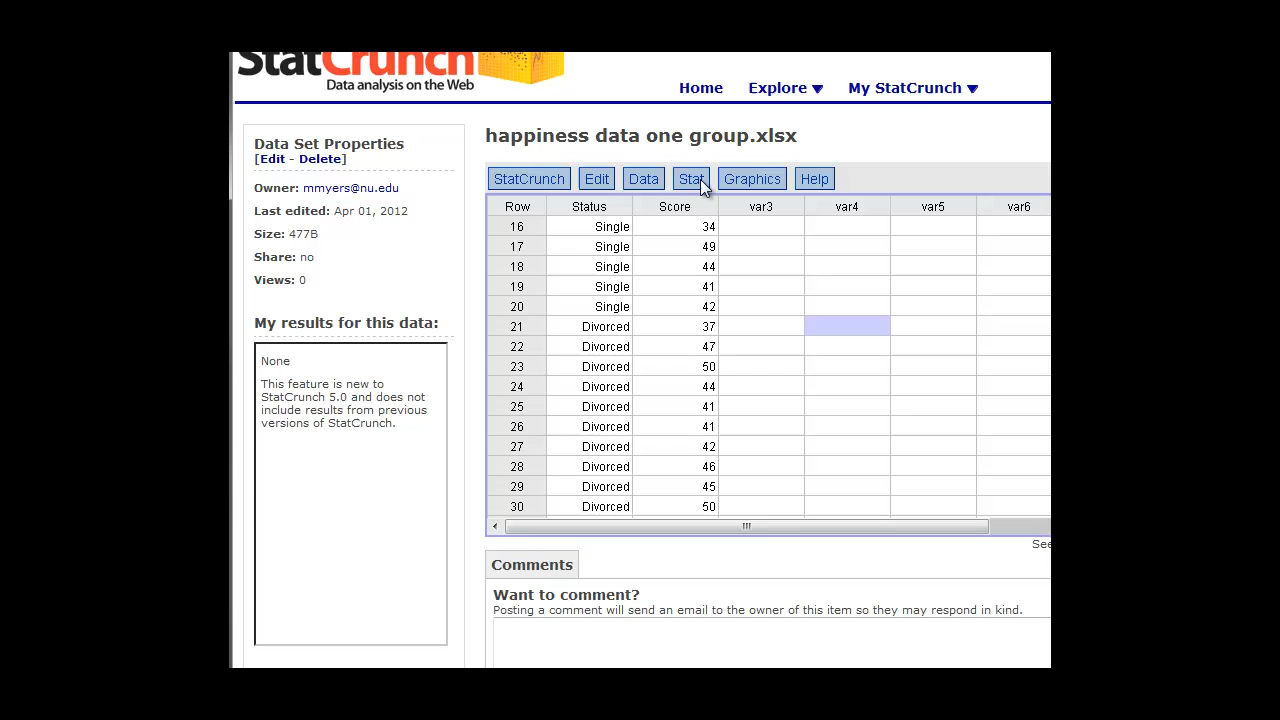 StatCrunch
Data analysis on the Web
Home Explore My StatCrunch
Data Set Properties
[Edit - Delete]
Owner: mmyers@nu.edu
Last edited: Apr 01, 2012
Size: 477B
Share: no
Views: 0
My results for this data:
None
This feature is new to
StatCrunch 5.0 and does not
include results from previous
versions of StatCrunch.
happiness data one group.xlsx
StatCrunch Edit Data Stat Graphics Help
Row Status Score var3 var4 var5 var6
16 Single 34
17 Single 49
18 Single 44
19 Single 41
20 Single 42
21 Divorced 37
22 Divorced 47
23 Divorced 50
24 Divorced 44
25 Divorced 41
26 Divorced 41
27 Divorced 42
28 Divorced 46
29 Divorced 45
30 Divorced 50
See
Comments
Want to comment?
Posting a comment will send an email to the owner of this item so they may respond in kind.